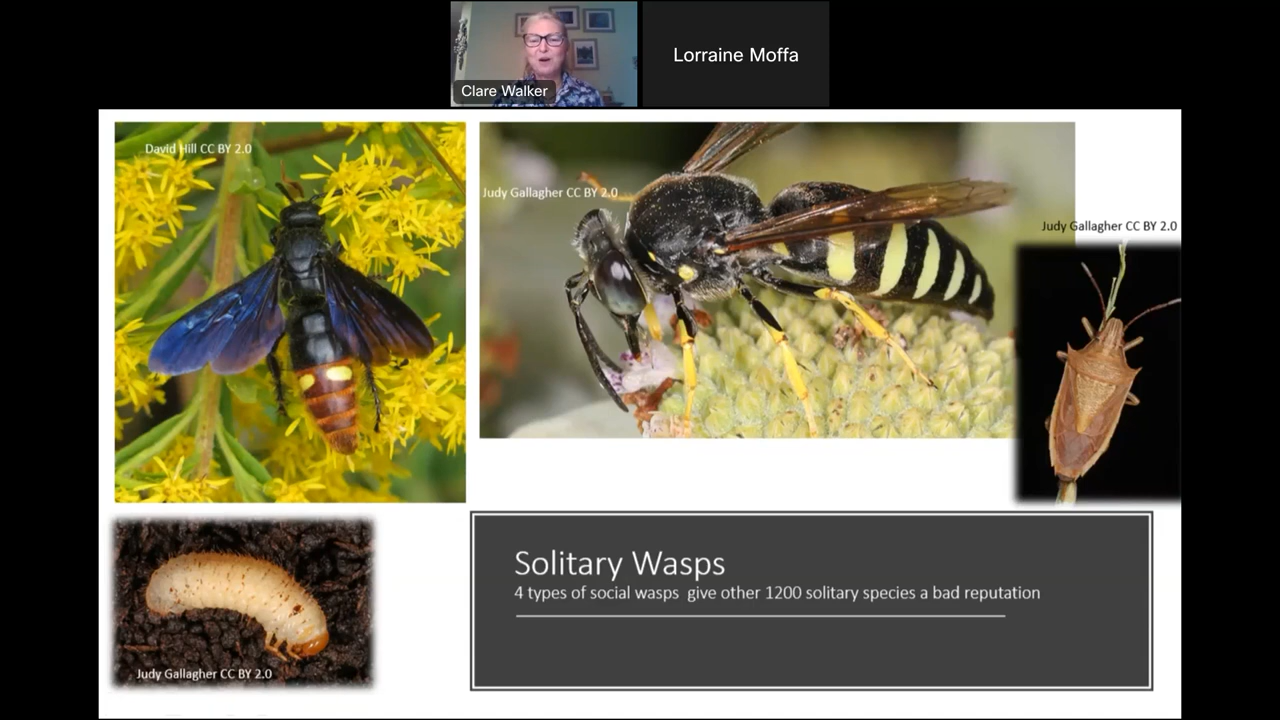 Clare Walker
Lorraine Moffa
David Hill CC BY 2.0
Judy Gallagher CC BY 2.0
Judy Gallagher CC BY 2.0
Solitary Wasps
4 types of social wasps  give other 1200 solitary species a bad reputation
Judy Gallagher CC BY 2.0